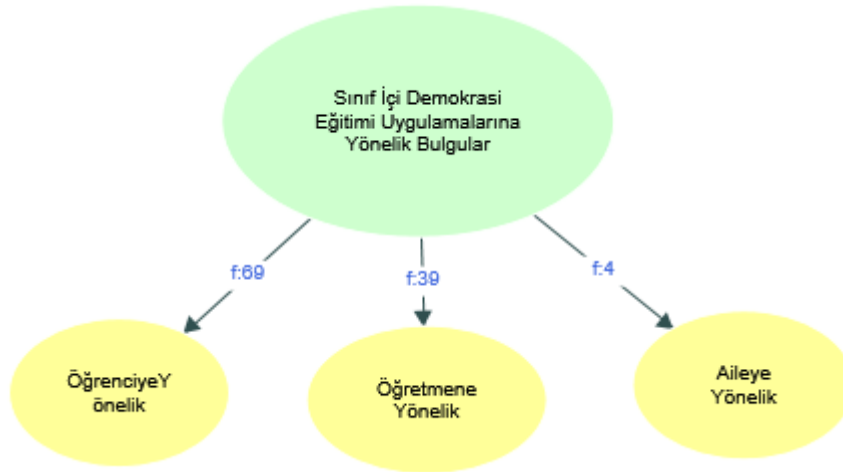 Sınıf İçi Demokrasi
Eğitimi Uygulamalarına
Yönelik Bulgular
f:69
f:39
f:4
ÖğrenciyeY
önelik
Öğretmene
Yönelik
Aileye
Yönelik